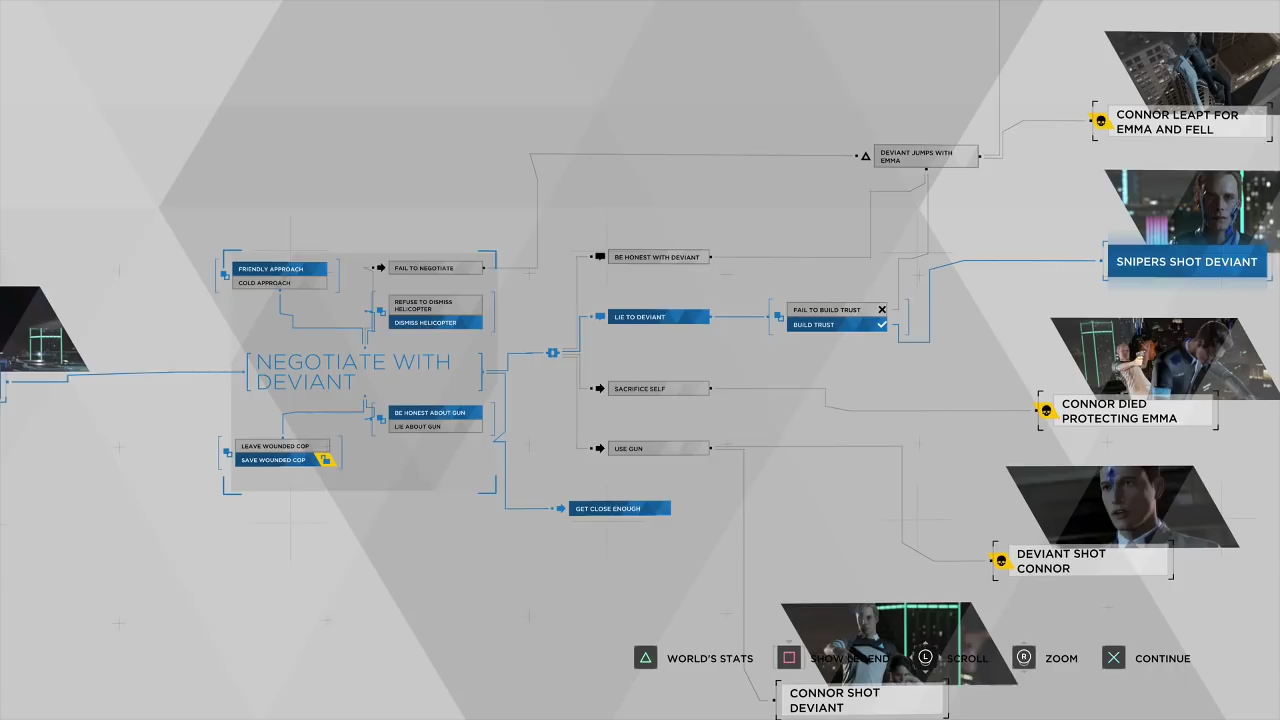 CONNOR LEAPT FOR
EMMA AND FELL
DEVIANT JUMPS WITH
EMMA
SNIPERS SHOT DEVIANT
FRIENDLY APPROACH
COLD APPROACH
FAIL TO NEGOTIATE
REFUSE TO DISMISS
HELICOPTER
DISMISS HELICOPTER
NEGOTIATE WITH
DEVIANT
BE HONEST ABOUT GUN
LIE ABOUT GUN
LEAVE WOUNDED COP
SAVE WOUNDED COP
BE HONEST WITH DEVIANT
LIE TO DEVIANT
FAIL TO BUILD TRUST
BUILD TRUST
SACRIFICE SELF
USE GUN
GET CLOSE ENOUGH
CONNOR DIED
PROTECTING EMMA
DEVIANT SHOT
CONNOR
WORLD'S STATS
SHOW LEGEND
L
SCROLL
R
ZOOM
CONTINUE
CONNOR SHOT
DEVIANT